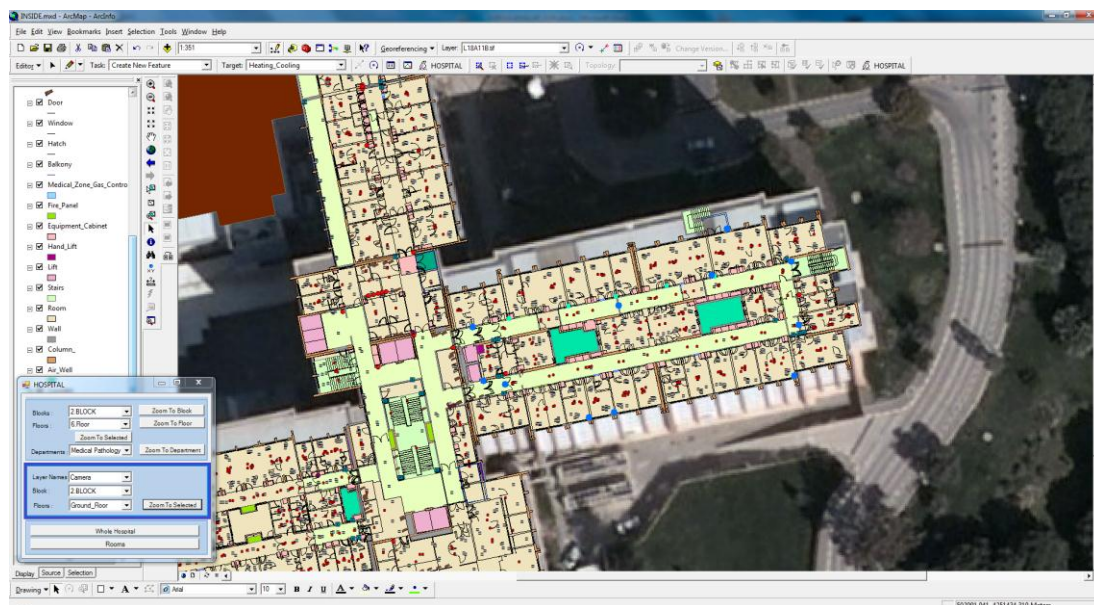 INSIDE.mxd - ArcMap - ArcInfo
File Edit View Bookmarks Insert Selection Tools Window Help
1:351 Georeferencing Layer: L18A11B.tif Change Version...
Editor Task: Create New Feature Target: Heating_Cooling HOSPITAL Topology: HOSPITAL
Door
Window
Hatch
Balkony
Medical_Zone_Gas_Contro
Fire_Panel
Equipment_Cabinet
Hand_Lift
Lift
Stairs
Room
Wall
Column_
Air_Well
HOSPITAL
Blocks : 2.BLOCK Zoom To Block
Floors : 6.Floor Zoom To Floor
Zoom To Selected
Departments : Medical Pathology Zoom To Department
Layer Names Camera
Block : 2.BLOCK
Floors : Ground_Floor Zoom To Selected
Whole Hospital
Rooms
Display Source Selection
Drawing A Arial 10 B I U A